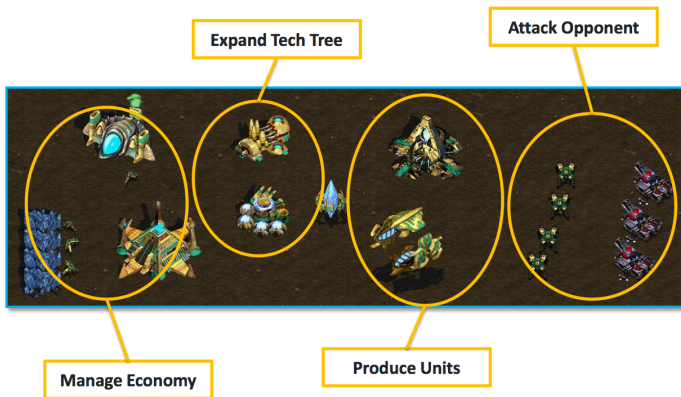 Attack Opponent
Expand Tech Tree
Produce Units
Manage Economy